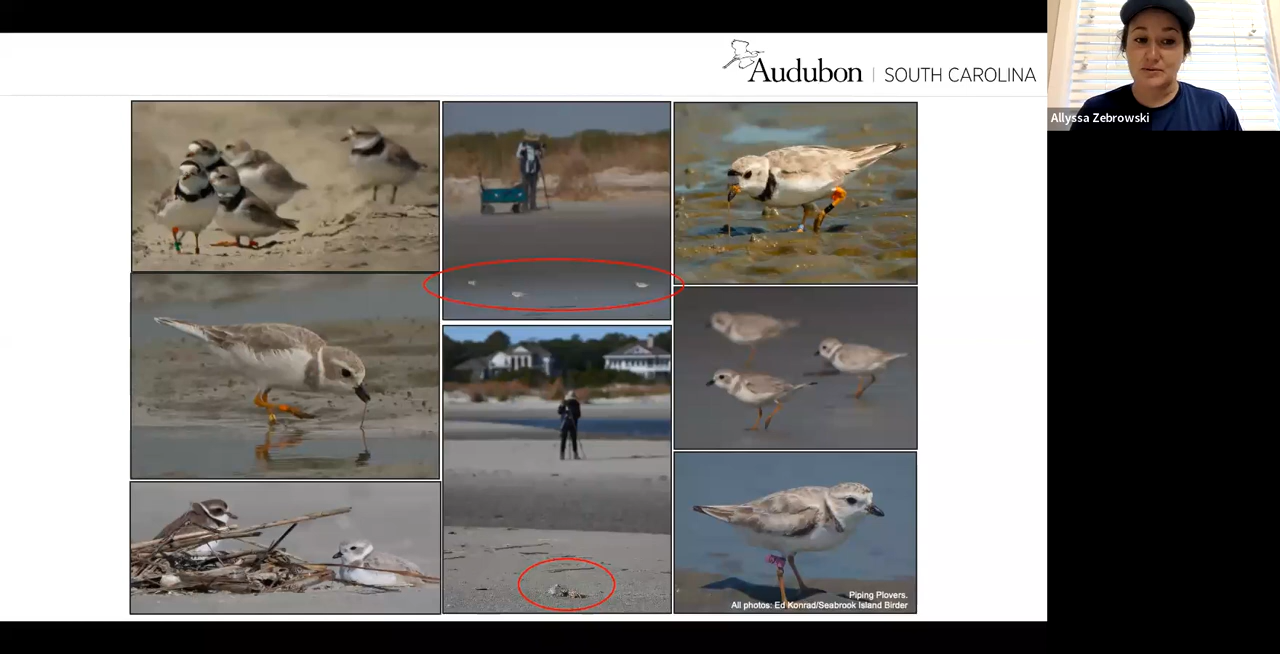 Audubon | SOUTH CAROLINA
Allyssa Zebrowski
Piping Plovers.
All photos: Ed Konrad/Seabrook Island Birder